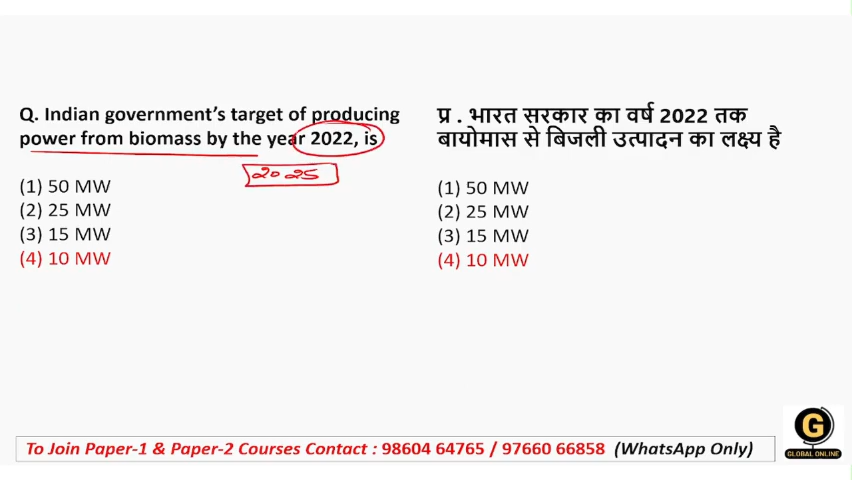 Q. Indian government's target of producing
power from biomass by the year 2022, is
2025
(1) 50 MW
(2) 25 MW
(3) 15 MW
(4) 10 MW
प्र . भारत सरकार का वर्ष 2022 तक
बायोमास से बिजली उत्पादन का लक्ष्य है
(1) 50 MW
(2) 25 MW
(3) 15 MW
(4) 10 MW
G
GLOBAL ONLINE
To Join Paper-1 & Paper-2 Courses Contact : 98604 64765 / 97660 66858 (WhatsApp Only)